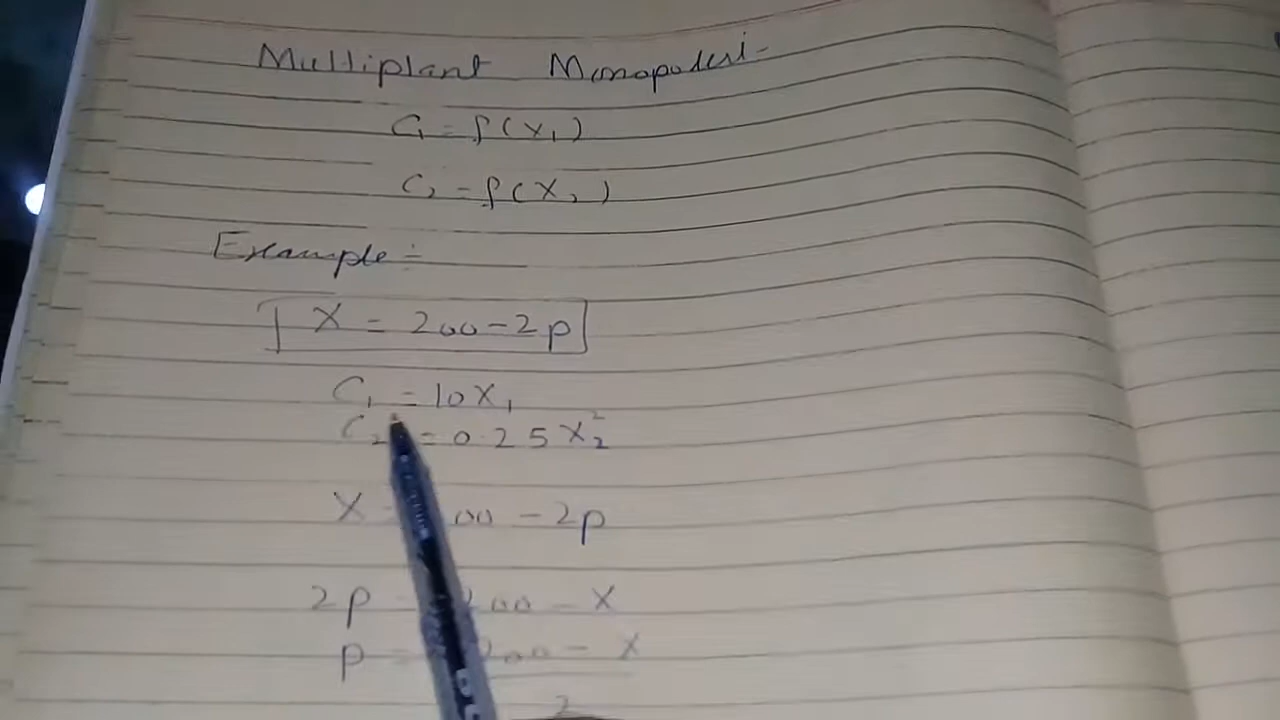 Multiplant Monopolist
C₁ = f(X₁)
C₂ = f(X₂)
Example :-
X = 200 - 2p
C₁ = 10X₁
C₂ = 0.25X₂²
X = 200 - 2p
2p = 200 - X
p = 200 - X
2